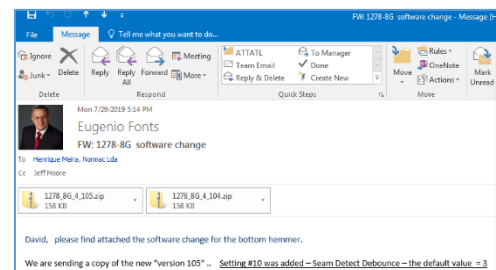 FW: 1278-8G software change - Message (H
File Message Tell me what you want to do...
Ignore
Junk
Delete
Reply
Reply All
Forward
Meeting
More
ATTATL
Team Email
Reply & Delete
To Manager
Done
Create New
Move
Rules
OneNote
Actions
Mark Unread
Delete Respond Quick Steps Move
Mon 7/29/2019 5:14 PM
Eugenio Fonts
FW: 1278-8G software change
To Henrique Meira, Normac Lda
Cc Jeff Moore
1278_8G_4_105.zip
158 KB
1278_8G_4_104.zip
158 KB
David, please find attached the software change for the bottom hemmer.
We are sending a copy of the new "version 105" .. Setting #10 was added – Seam Detect Debounce – the default value = 3